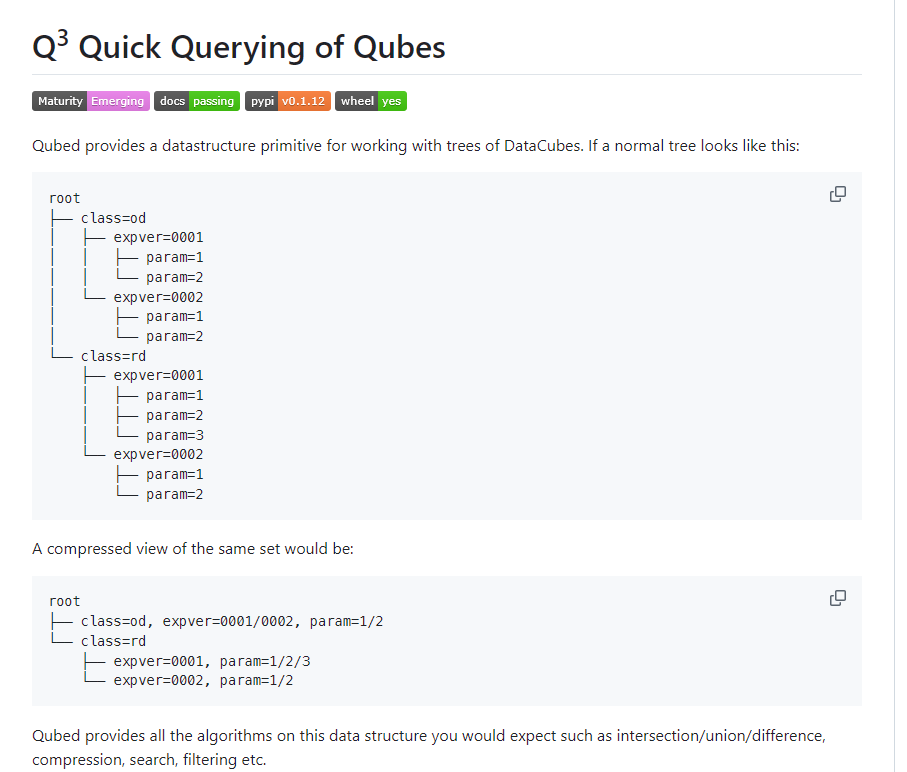 Q³ Quick Querying of Qubes
Maturity Emerging docs passing pypi v0.1.12 wheel yes
Qubed provides a datastructure primitive for working with trees of DataCubes. If a normal tree looks like this:
root
├── class=od
│   ├── expver=0001
│   │   ├── param=1
│   │   └── param=2
│   └── expver=0002
│       ├── param=1
│       └── param=2
└── class=rd
    ├── expver=0001
    │   ├── param=1
    │   ├── param=2
    │   └── param=3
    └── expver=0002
        ├── param=1
        └── param=2
A compressed view of the same set would be:
root
├── class=od, expver=0001/0002, param=1/2
└── class=rd
    ├── expver=0001, param=1/2/3
    └── expver=0002, param=1/2
Qubed provides all the algorithms on this data structure you would expect such as intersection/union/difference,
compression, search, filtering etc.